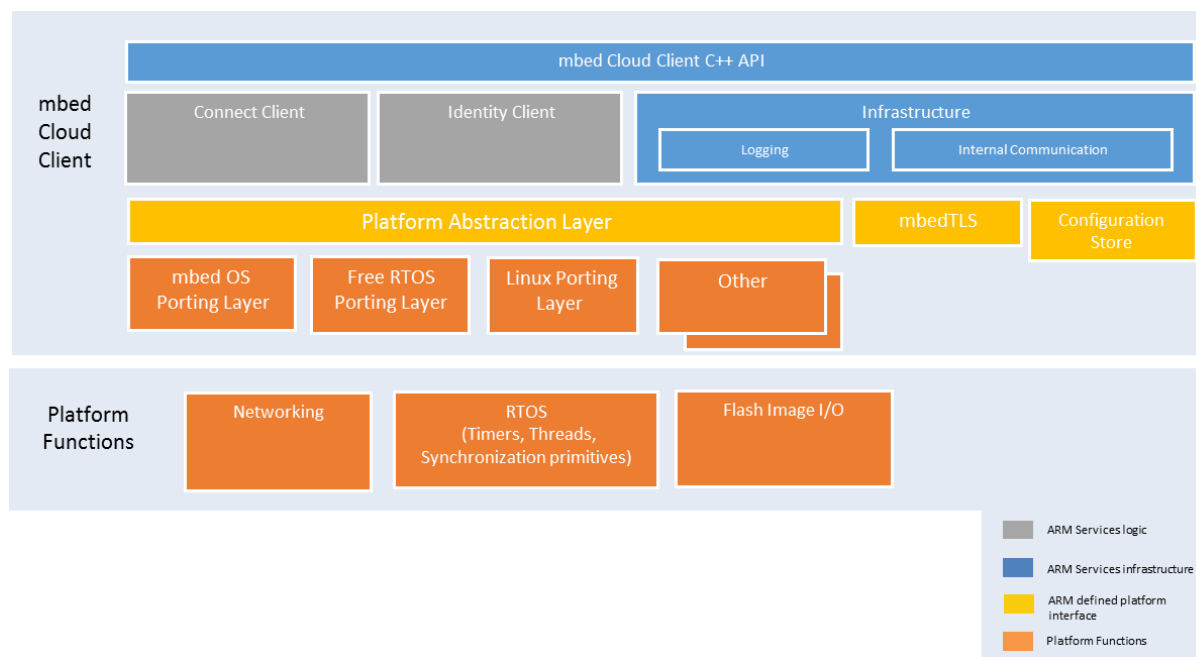 mbed Cloud Client C++ API
mbed
Cloud
Client
Connect Client
Identity Client
Infrastructure
Logging
Internal Communication
Platform Abstraction Layer
mbedTLS
Configuration
Store
mbed OS
Porting Layer
Free RTOS
Porting Layer
Linux Porting
Layer
Other
Platform
Functions
Networking
RTOS
(Timers, Threads,
Synchronization primitives)
Flash Image I/O
ARM Services logic
ARM Services infrastructure
ARM defined platform
interface
Platform Functions